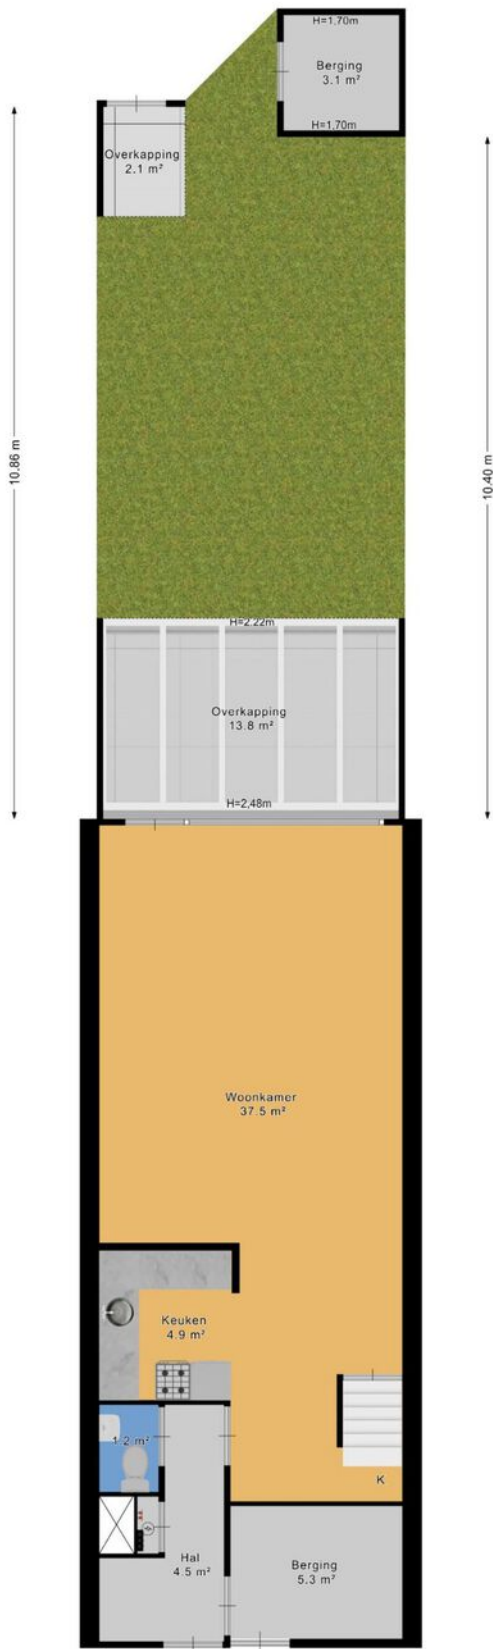 H=1.70m
Berging
3.1 m²
H=1.70m
Overkapping
2.1 m²
10.86 m
10.40 m
H=2.22m
Overkapping
13.8 m²
H=2,48m
Woonkamer
37.5 m²
Keuken
4.9 m²
1.2 m²
K
Hal
4.5 m²
Berging
5.3 m²